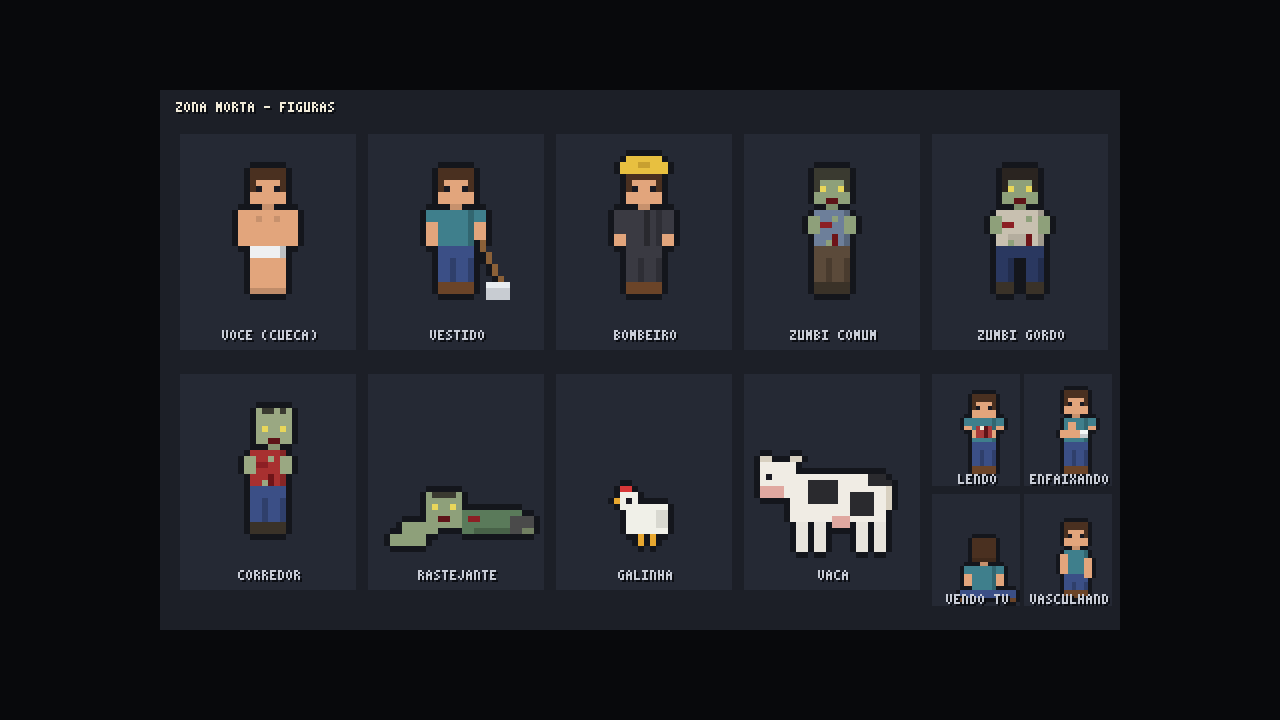 ZONA MORTA - FIGURAS
VOCE (CUECA)
VESTIDO
BOMBEIRO
ZUMBI COMUM
ZUMBI GORDO
LENDO
ENFAIXANDO
CORREDOR
RASTEJANTE
GALINHA
VACA
VENDO TV
VASCULHAND